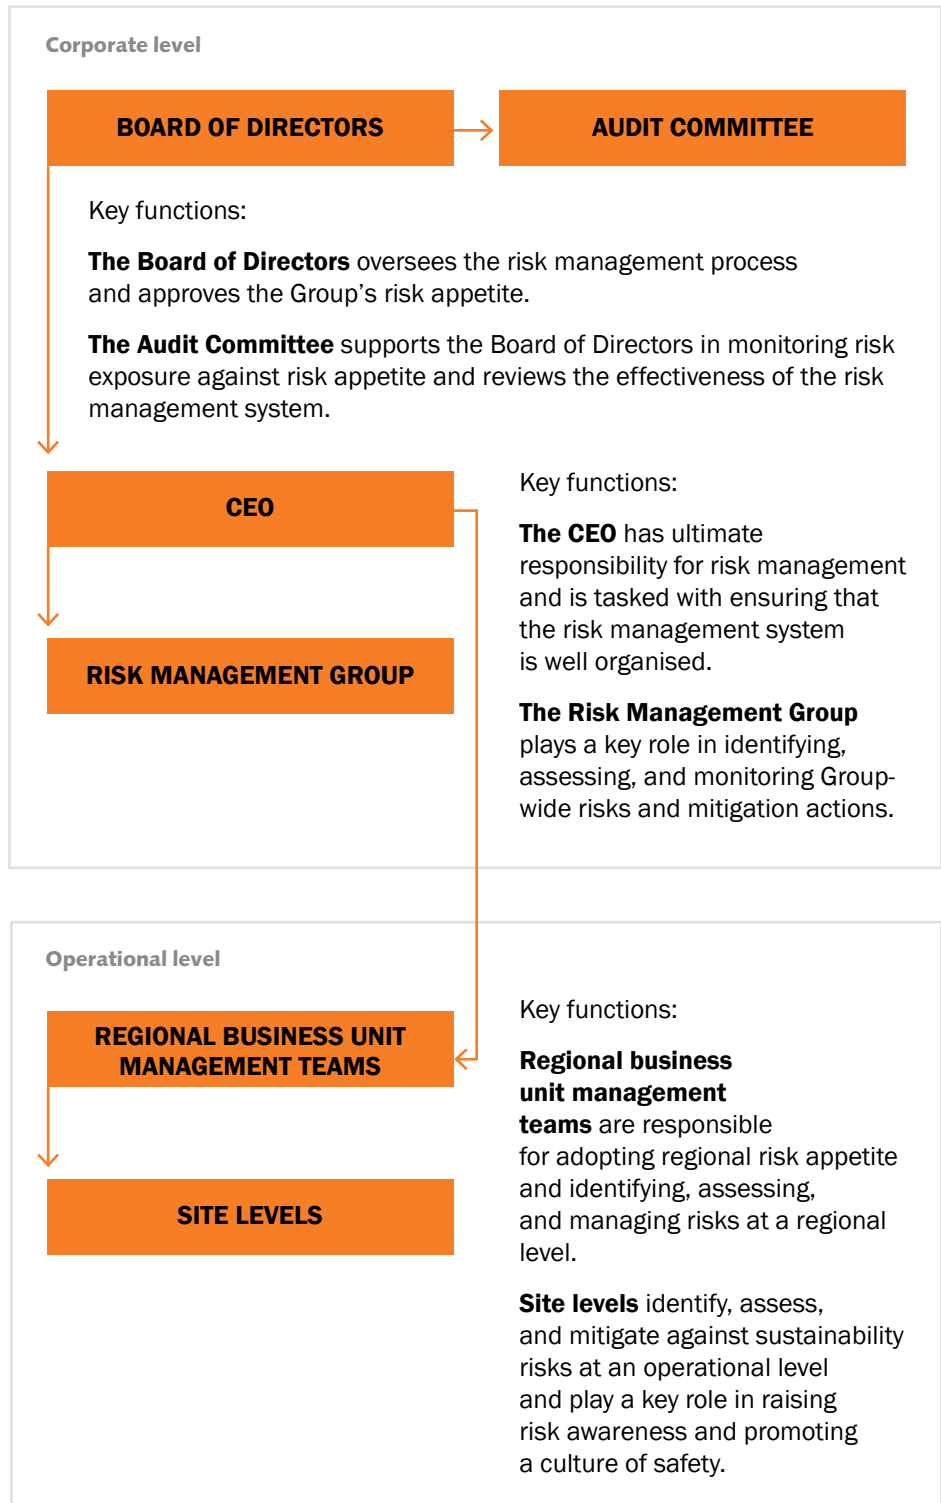 Corporate level
BOARD OF DIRECTORS
AUDIT COMMITTEE
Key functions:
The Board of Directors oversees the risk management process
and approves the Group’s risk appetite.
The Audit Committee supports the Board of Directors in monitoring risk
exposure against risk appetite and reviews the effectiveness of the risk
management system.
CEO
RISK MANAGEMENT GROUP
Key functions:
The CEO has ultimate
responsibility for risk management
and is tasked with ensuring that
the risk management system
is well organised.
The Risk Management Group
plays a key role in identifying,
assessing, and monitoring Group-
wide risks and mitigation actions.
Operational level
REGIONAL BUSINESS UNIT
MANAGEMENT TEAMS
SITE LEVELS
Key functions:
Regional business
unit management
teams are responsible
for adopting regional risk appetite
and identifying, assessing,
and managing risks at a regional
level.
Site levels identify, assess,
and mitigate against sustainability
risks at an operational level
and play a key role in raising
risk awareness and promoting
a culture of safety.